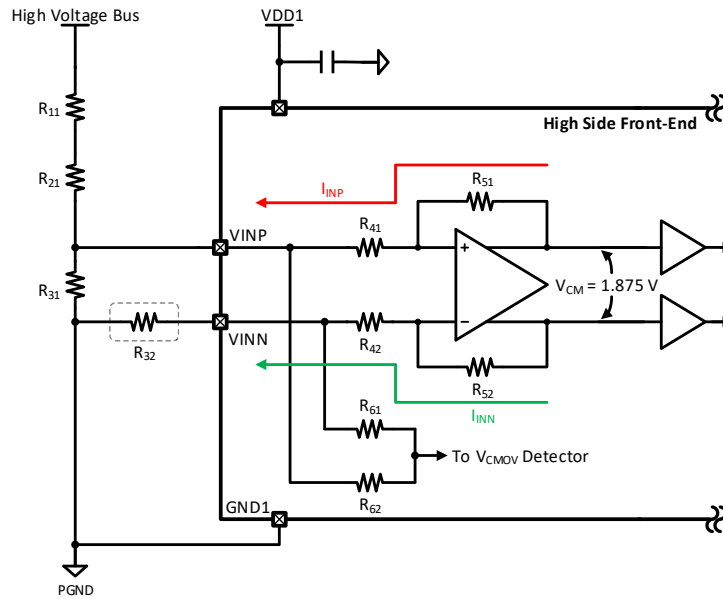 High Voltage Bus
VDD1
R11
High Side Front-End
R21
IINP
R51
VINP
R41
R31
VCM = 1.875 V
VINN
R42
R32
R52
IINN
R61
To VCMOV Detector
R62
GND1
PGND